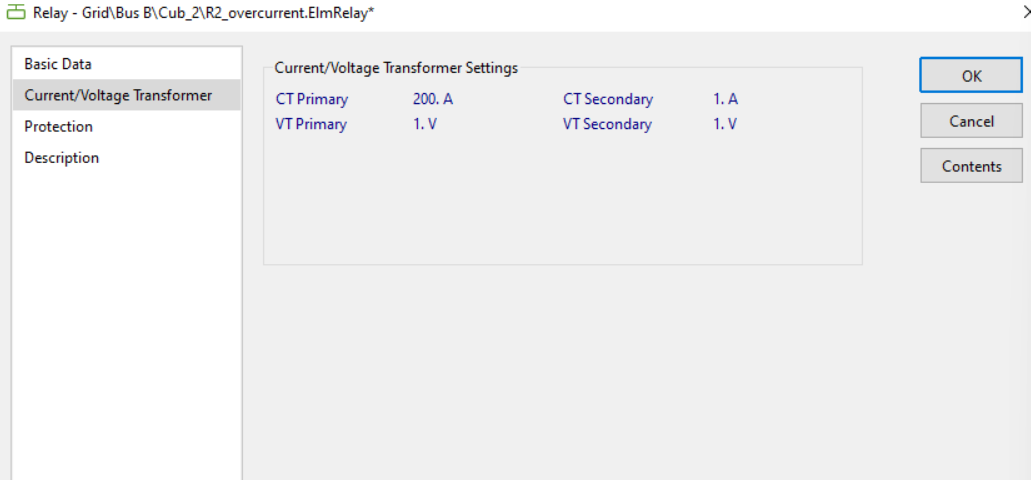 Relay - Grid\Bus B\Cub_2\R2_overcurrent.ElmRelay*
Basic Data
Current/Voltage Transformer
Protection
Description
Current/Voltage Transformer Settings
CT Primary 200. A CT Secondary 1. A
VT Primary 1. V VT Secondary 1. V
OK
Cancel
Contents